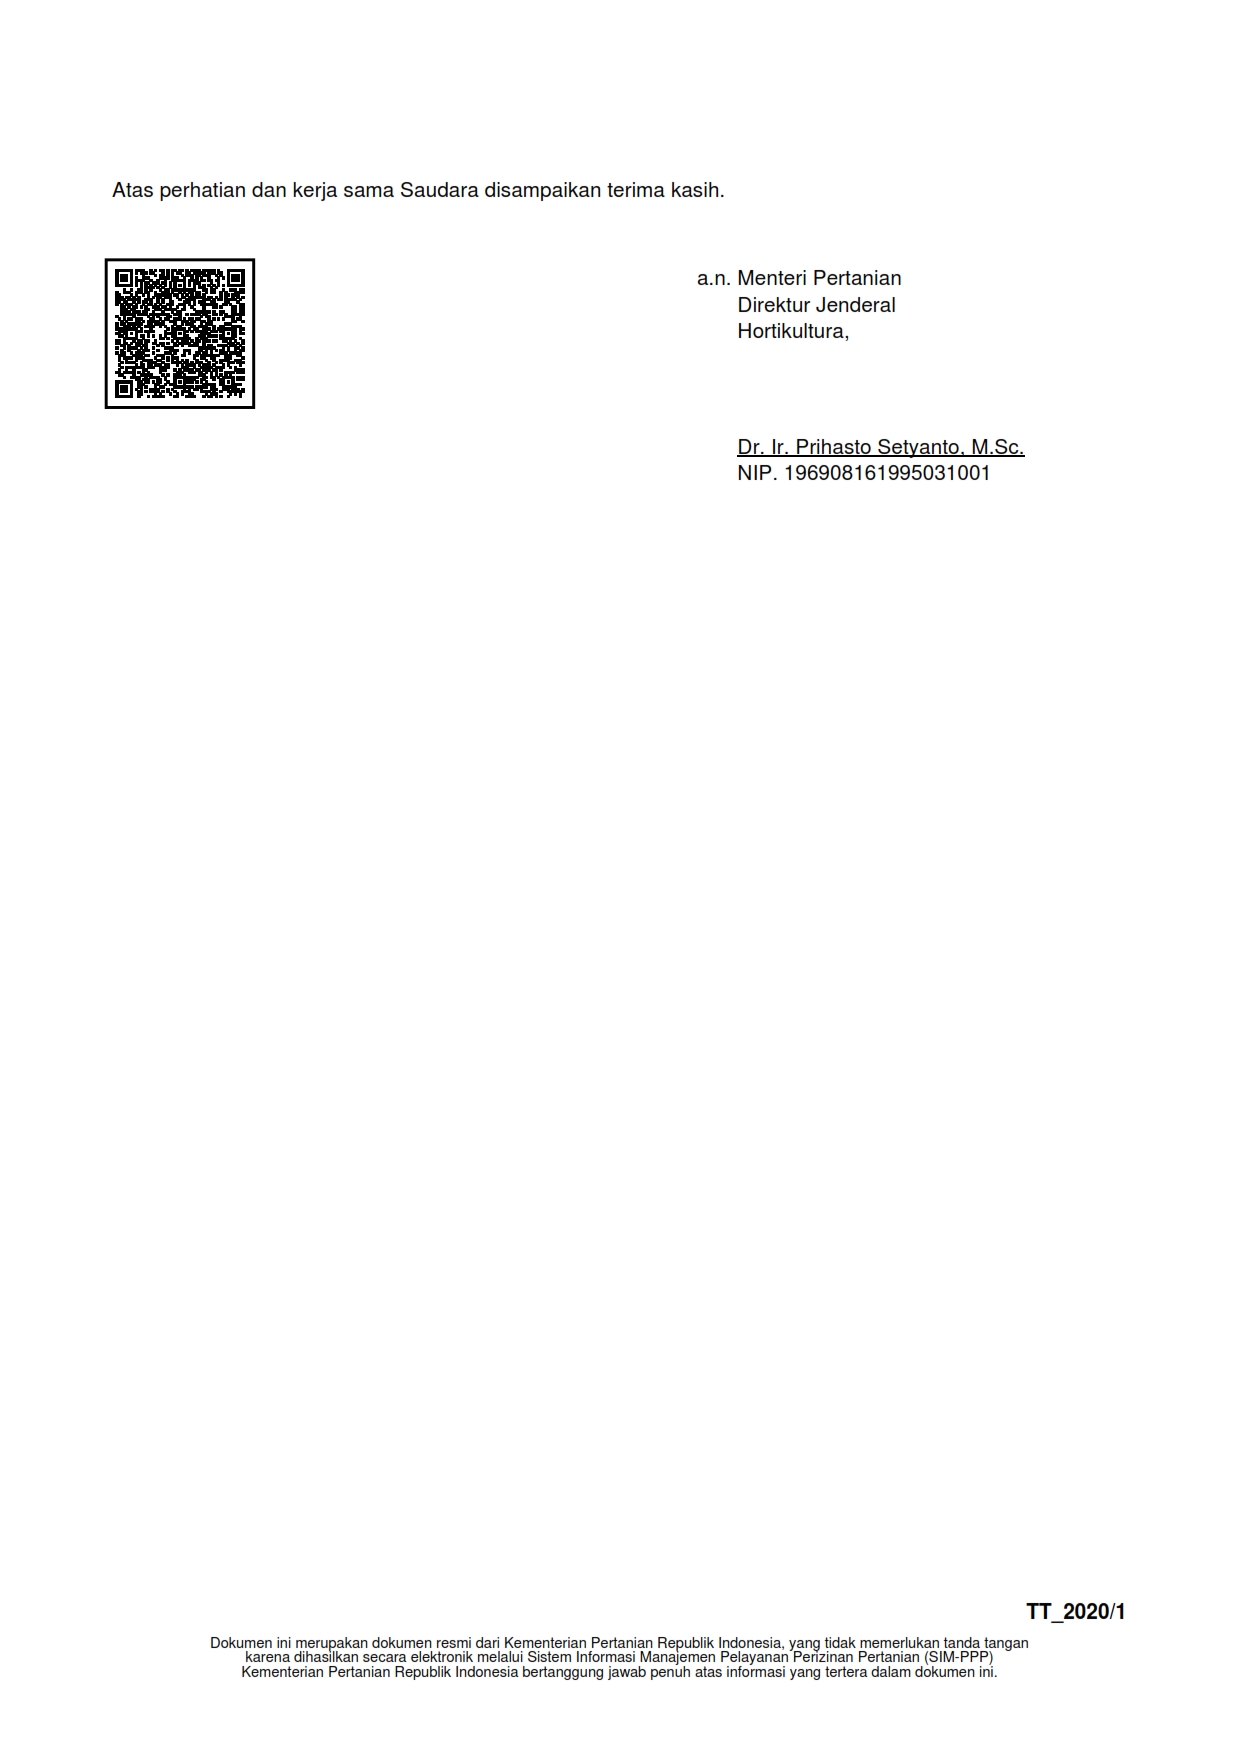 Atas perhatian dan kerja sama Saudara disampaikan terima kasih.
a.n. Menteri Pertanian
Direktur Jenderal
Hortikultura,
Dr. Ir. Prihasto Setyanto, M.Sc.
NIP. 196908161995031001
TT_2020/1
Dokumen ini merupakan dokumen resmi dari Kementerian Pertanian Republik Indonesia, yang tidak memerlukan tanda tangan
karena dihasilkan secara elektronik melalui Sistem Informasi Manajemen Pelayanan Perizinan Pertanian (SIM-PPP)
Kementerian Pertanian Republik Indonesia bertanggung jawab penuh atas informasi yang tertera dalam dokumen ini.